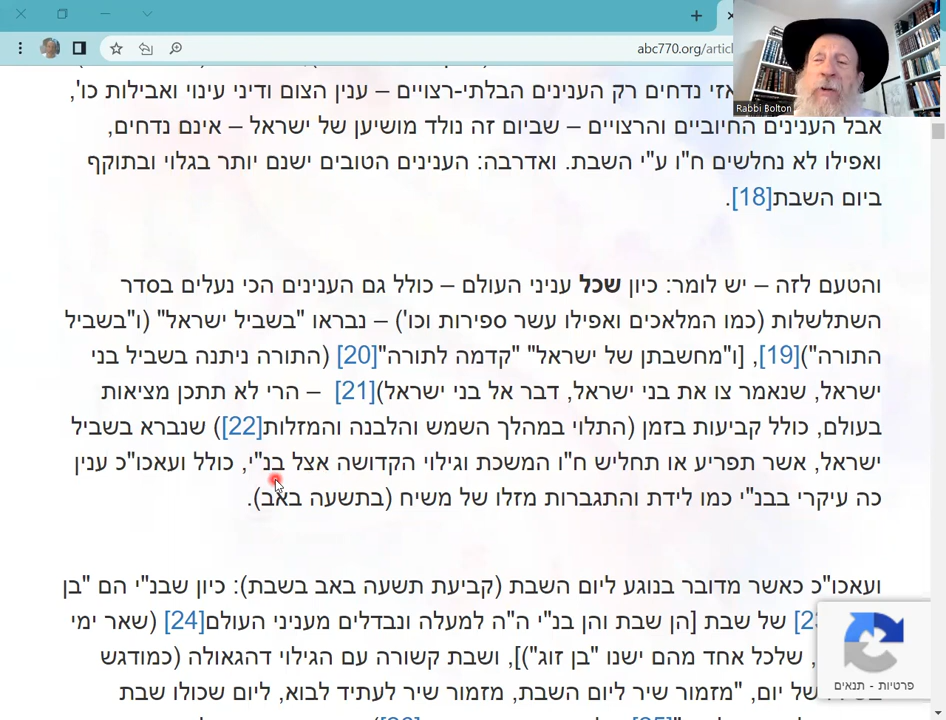 abc770.org/artic
Rabbi Bolton
אזי נדחים רק הענינים הבלתי-רצויים – ענין הצום ודיני עינוי ואבילות כו',
אבל הענינים החיוביים והרצויים – שביום זה נולד מושיען של ישראל – אינם נדחים,
ואפילו לא נחלשים ח"ו ע"י השבת. ואדרבה: הענינים הטובים ישנם יותר בגלוי ובתוקף
ביום השבת[18].
והטעם לזה – יש לומר: כיון שכל עניני העולם – כולל גם הענינים הכי נעלים בסדר
השתלשלות (כמו המלאכים ואפילו עשר ספירות וכו') – נבראו "בשביל ישראל" (ו"בשביל
התורה")[19], [ו"מחשבתן של ישראל" "קדמה לתורה"[20] (התורה ניתנה בשביל בני
ישראל, שנאמר צו את בני ישראל, דבר אל בני ישראל)[21] – הרי לא תתכן מציאות
בעולם, כולל קביעות בזמן (התלוי במהלך השמש והלבנה והמזלות[22]) שנברא בשביל
ישראל, אשר תפריע או תחליש ח"ו המשכת וגילוי הקדושה אצל בנ"י, כולל ועאכו"כ ענין
כה עיקרי בבנ"י כמו לידת והתגברות מזלו של משיח (בתשעה באב).
ועאכו"כ כאשר מדובר בנוגע ליום השבת (קביעת תשעה באב בשבת): כיון שבנ"י הם "בן
של שבת [הן שבת והן בנ"י ה"ה למעלה ונבדלים מעניני העולם[24] (שאר ימי
, שלכל אחד מהם ישנו "בן זוג")], ושבת קשורה עם הגילוי דהגאולה (כמודגש
של יום, "מזמור שיר ליום השבת, מזמור שיר לעתיד לבוא, ליום שכולו שבת
פרטיות - תנאים